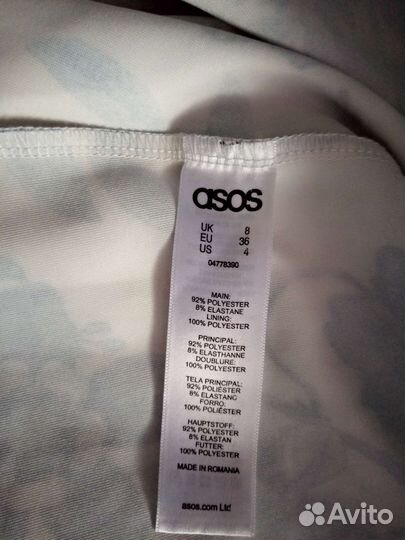 asos
UK 8
EU 36
US 4
04778390
MAIN:
92% POLYESTER
8% ELASTANE
LINING:
100% POLYESTER
PRINCIPAL:
92% POLYESTER
8% ELASTHANNE
DOUBLURE:
100% POLYESTER
TELA PRINCIPAL:
92% POLIÉSTER
8% ELASTANO
FORRO:
100% POLIÉSTER
HAUPTSTOFF:
92% POLYESTER
8% ELASTAN
FUTTER:
100% POLYESTER
MADE IN ROMANIA
asos.com Ltd
Avito